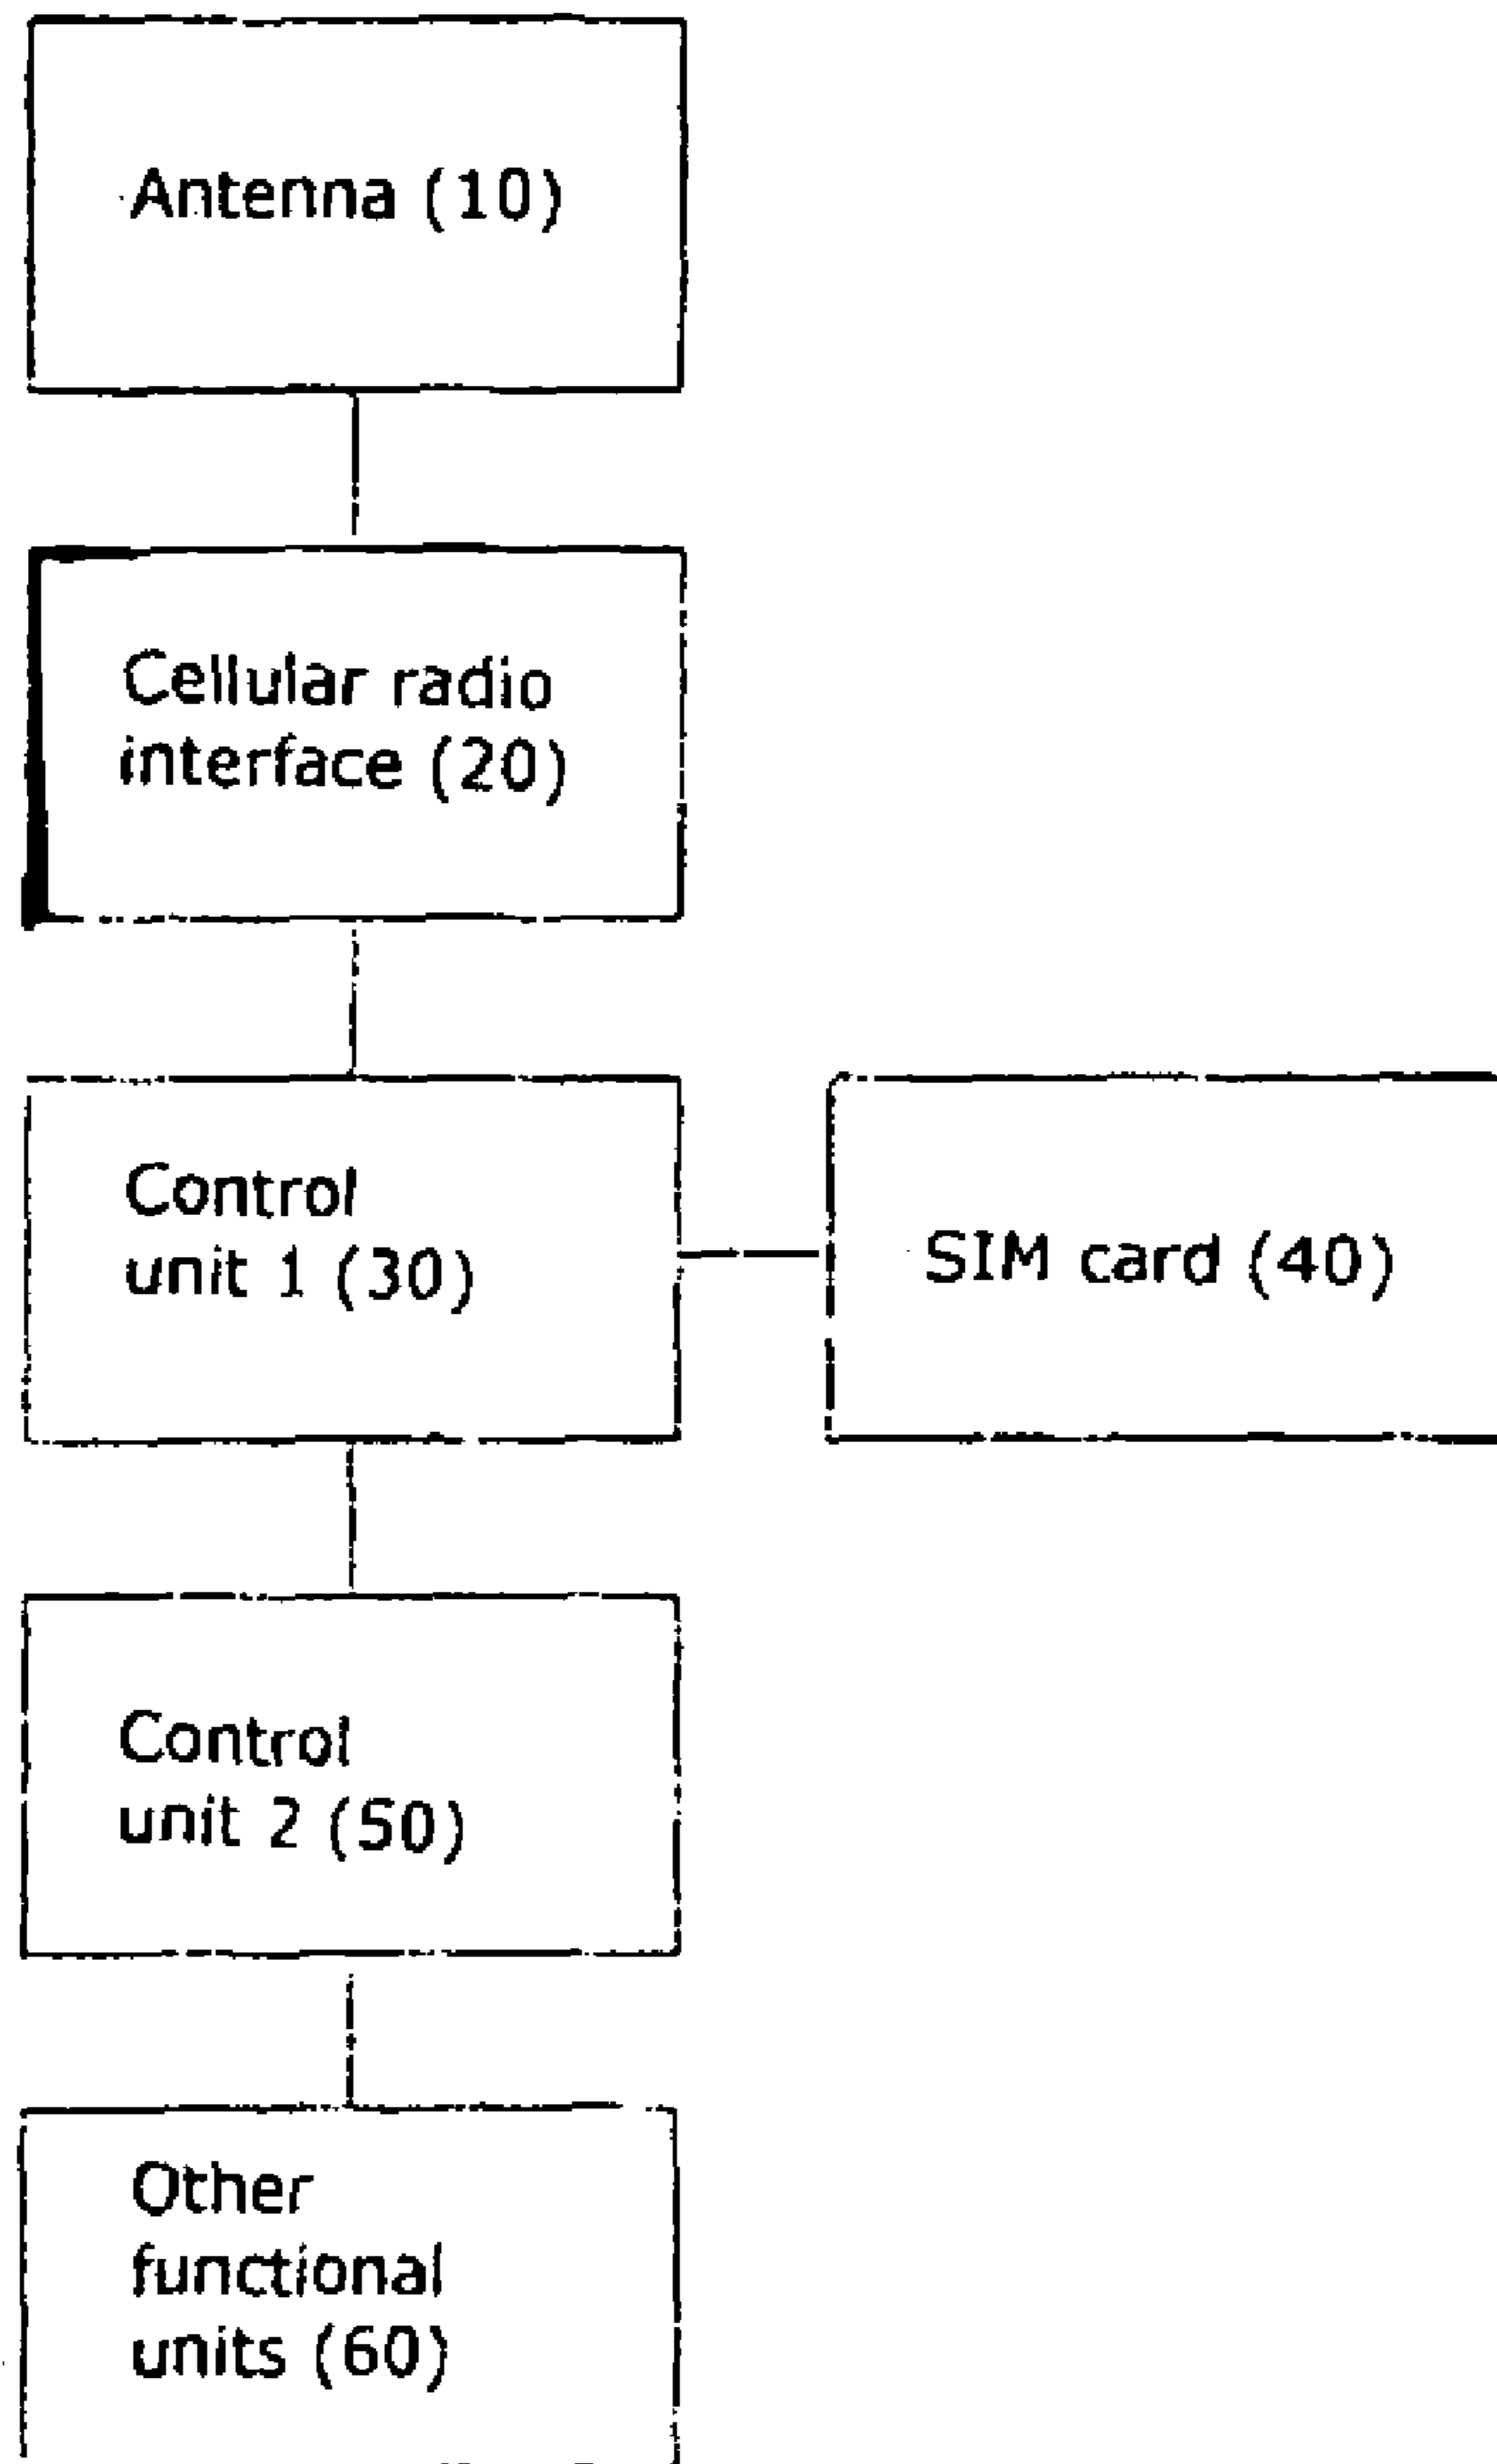 Antenna (10)
Cellular radio
interface (20)
Control
unit 1 (30)
SIM card (40)
Control
unit 2 (50)
Other
functional
units (60)